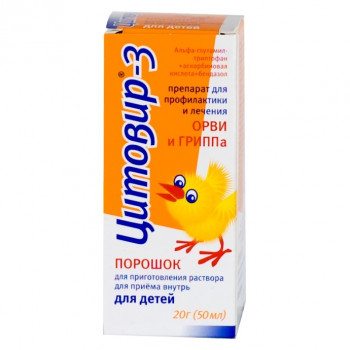 для детей
Цитовир-3®
Альфа-глутамил-
триптофан
+аскорбиновая
кислота+бендазол
препарат для
профилактики
и лечения
ОРВИ
и ГРИППа
ПОРОШОК
для приготовления раствора
для приёма внутрь
для детей
20г (50мл)